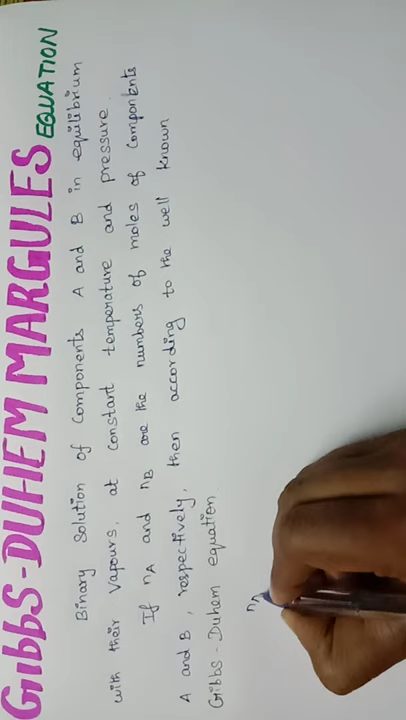 GibbS-DUHEM MARGULES EQUATION
Binary Solution of Components A and B in equilibrium
with their Vapours, at constant temperature and pressure.
If nA and nB are the numbers of moles of Components
A and B, respectively, then according to the well known
Gibbs-Duhem equation
nA